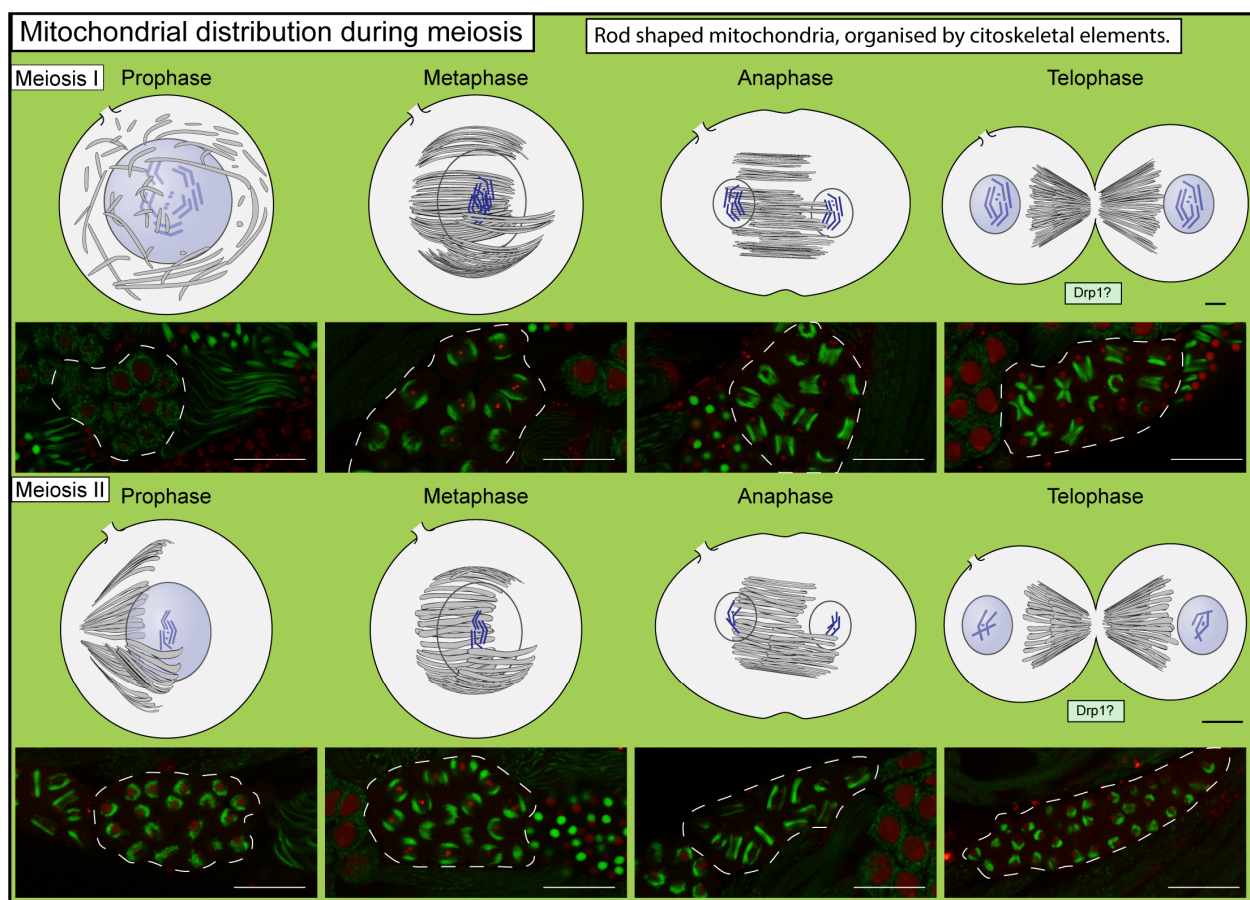 Mitochondrial distribution during meiosis
Rod shaped mitochondria, organised by citoskeletal elements.
Meiosis I
Prophase
Metaphase
Anaphase
Telophase
Drp1?
Meiosis II
Prophase
Metaphase
Anaphase
Telophase
Drp1?